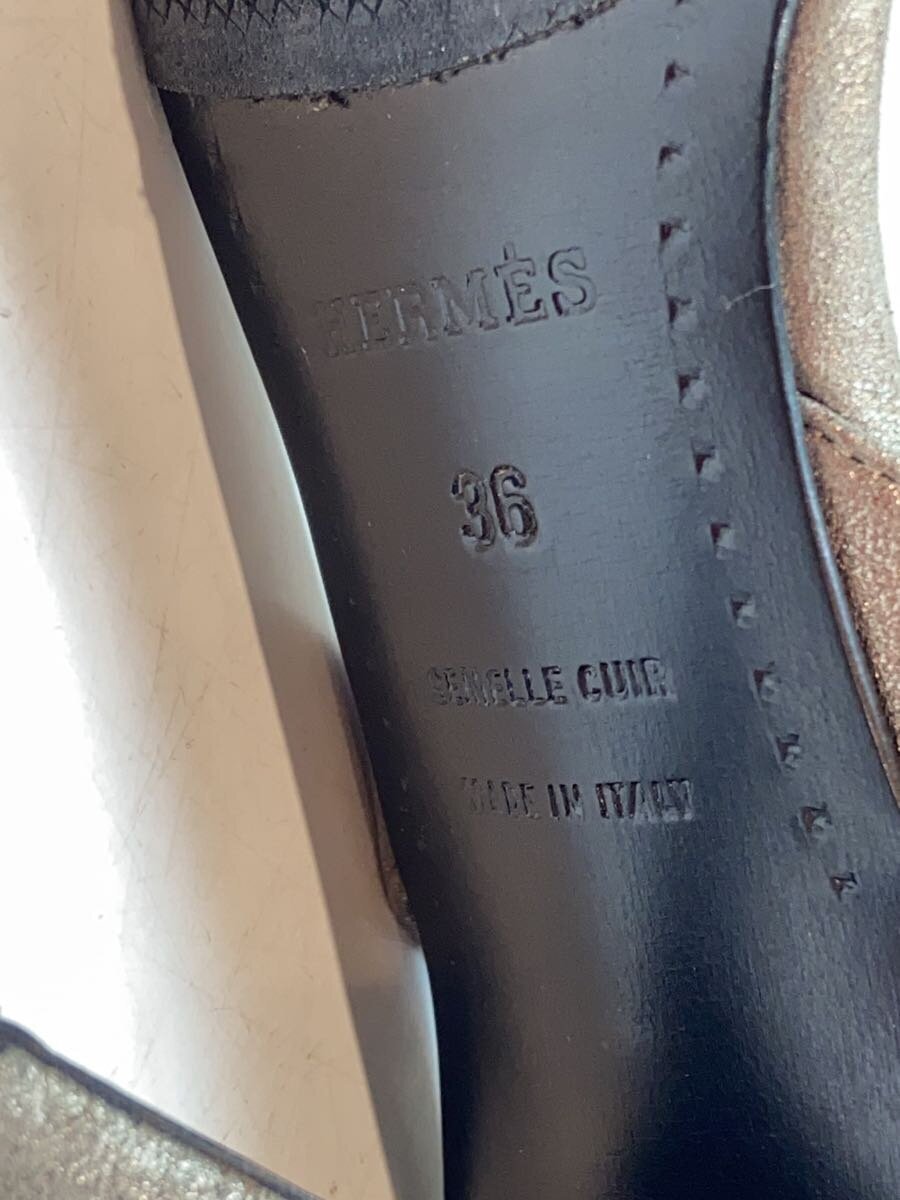 HERMÈS
36
SEMELLE CUIR
MADE IN ITALY